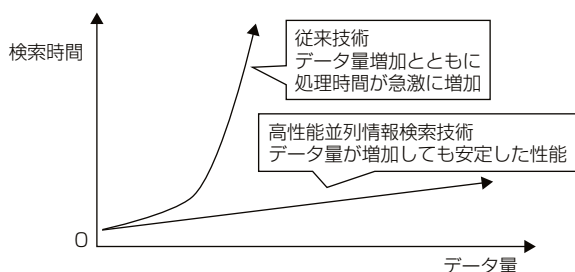 検索時間
従来技術
データ量増加とともに
処理時間が急激に増加
高性能並列情報検索技術
データ量が増加しても安定した性能
0
データ量